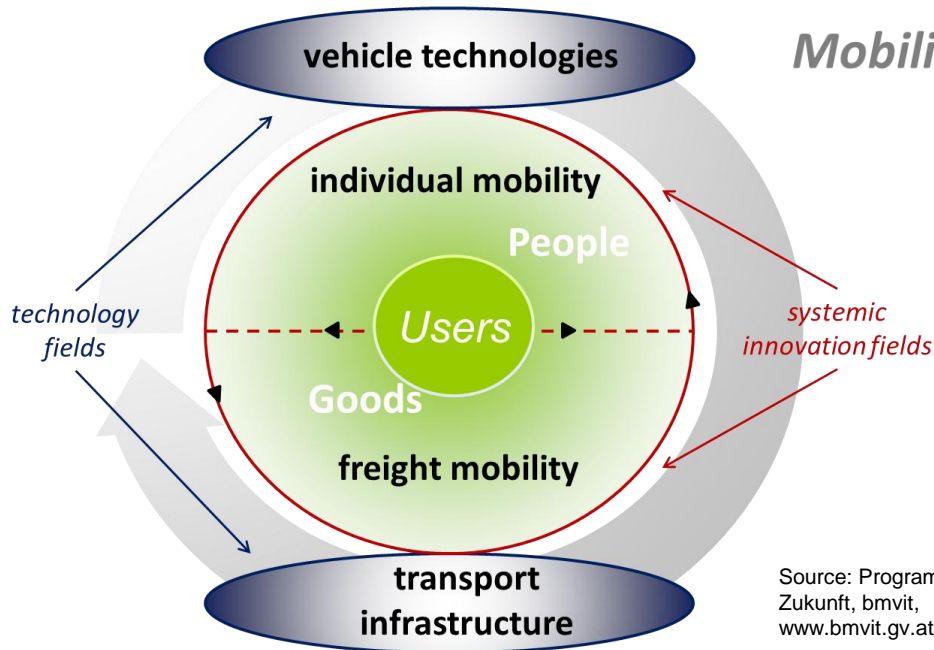 vehicle technologies
Mobili
individual mobility
People
technology
fields
Users
systemic
innovation fields
Goods
freight mobility
transport
infrastructure
Source: Program
Zukunft, bmvit,
www.bmvit.gv.at